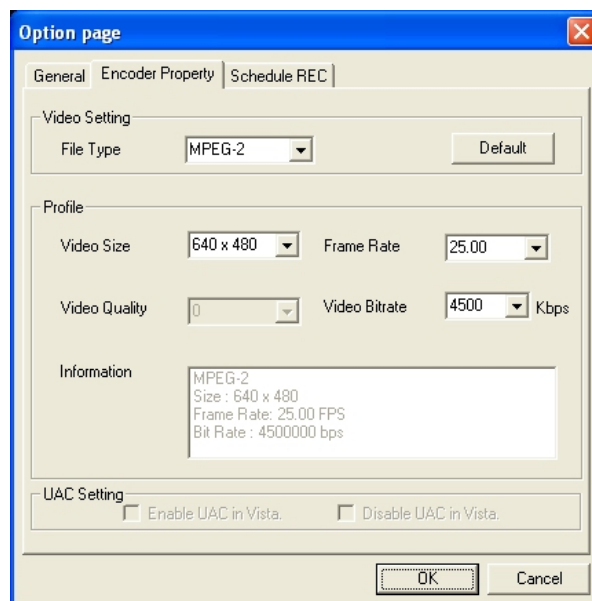 Option page
General Encoder Property Schedule REC
Video Setting
File Type MPEG-2 Default
Profile
Video Size 640 x 480 Frame Rate 25.00
Video Quality 0 Video Bitrate 4500 Kbps
Information
MPEG-2
Size : 640 x 480
Frame Rate: 25.00 FPS
Bit Rate : 4500000 bps
UAC Setting
Enable UAC in Vista. Disable UAC in Vista.
OK Cancel